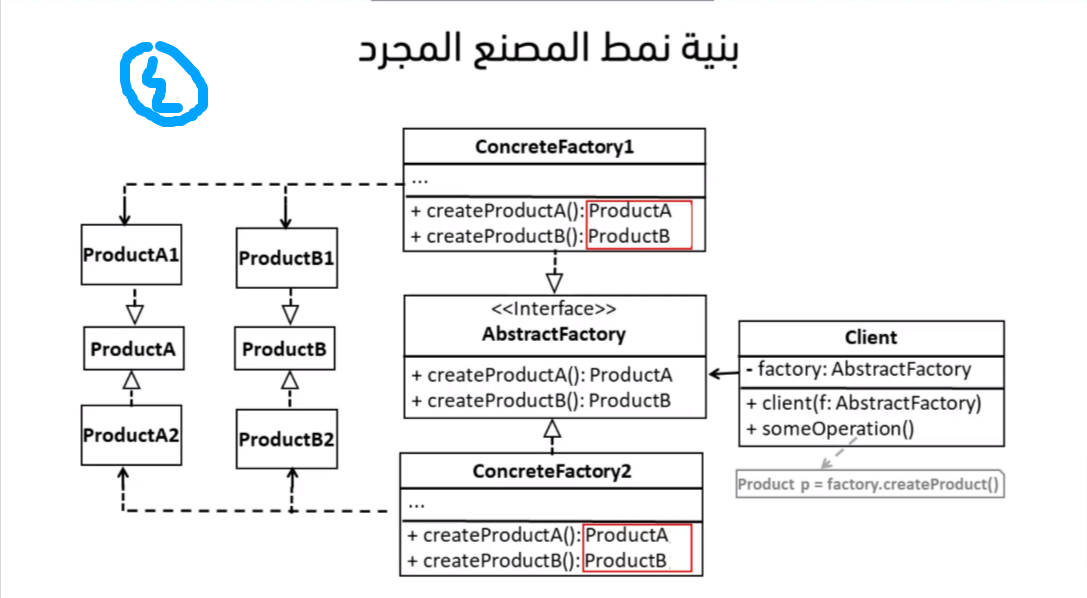 بنية نمط المصنع المجرد
٤
ConcreteFactory1
...
+ createProductA(): ProductA
+ createProductB(): ProductB
ProductA1
ProductB1
<<Interface>>
AbstractFactory
+ createProductA(): ProductA
+ createProductB(): ProductB
ProductA
ProductB
Client
- factory: AbstractFactory
+ client(f: AbstractFactory)
+ someOperation()
Product p = factory.createProduct()
ProductA2
ProductB2
ConcreteFactory2
...
+ createProductA(): ProductA
+ createProductB(): ProductB